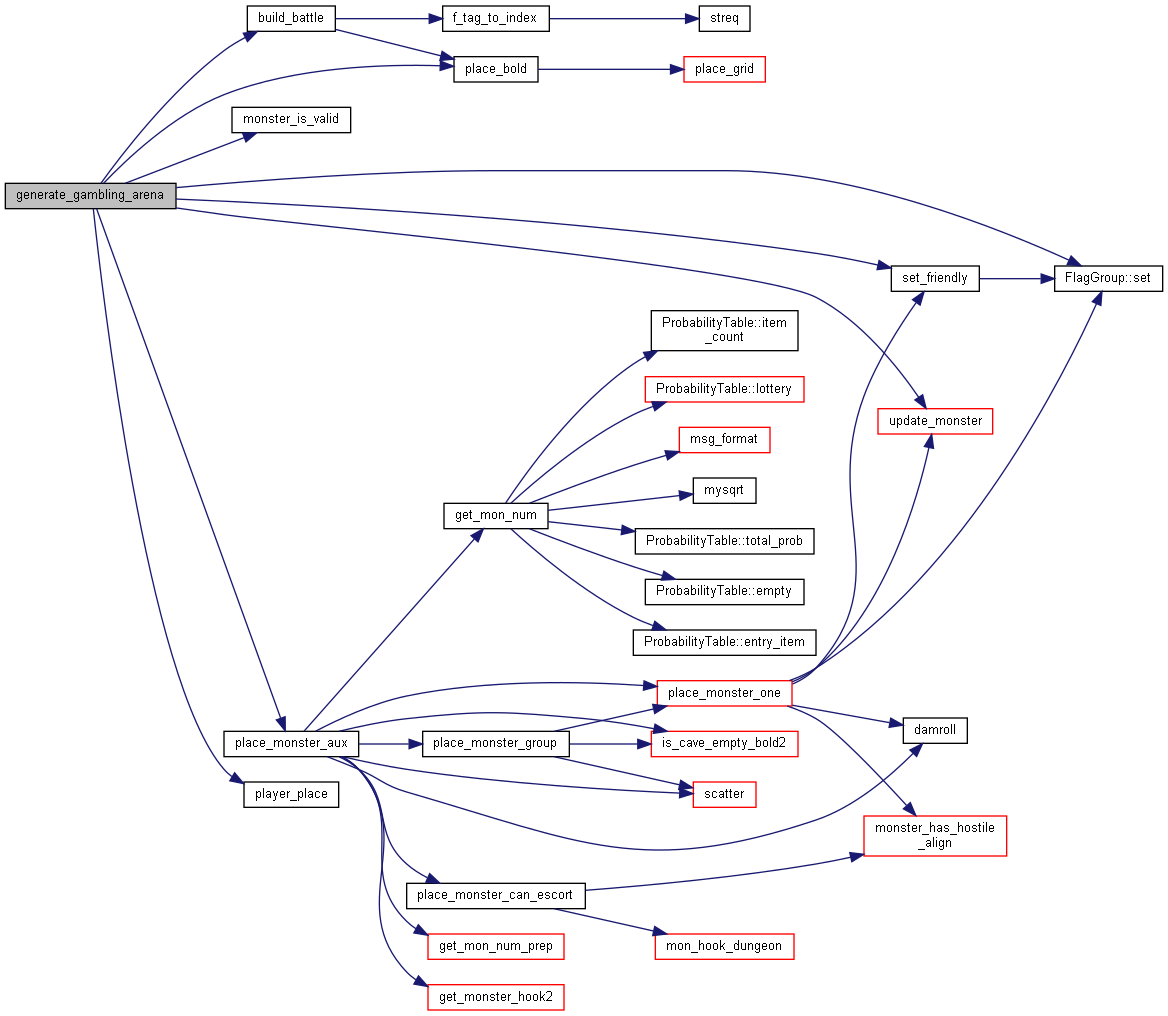 build_battle
f_tag_to_index
streq
place_bold
place_grid
monster_is_valid
generate_gambling_arena
set_friendly
FlagGroup::set
ProbabilityTable::item
_count
ProbabilityTable::lottery
update_monster
msg_format
mysqrt
get_mon_num
ProbabilityTable::total_prob
ProbabilityTable::empty
ProbabilityTable::entry_item
place_monster_one
damroll
place_monster_aux
place_monster_group
is_cave_empty_bold2
player_place
scatter
monster_has_hostile
_align
place_monster_can_escort
get_mon_num_prep
mon_hook_dungeon
get_monster_hook2